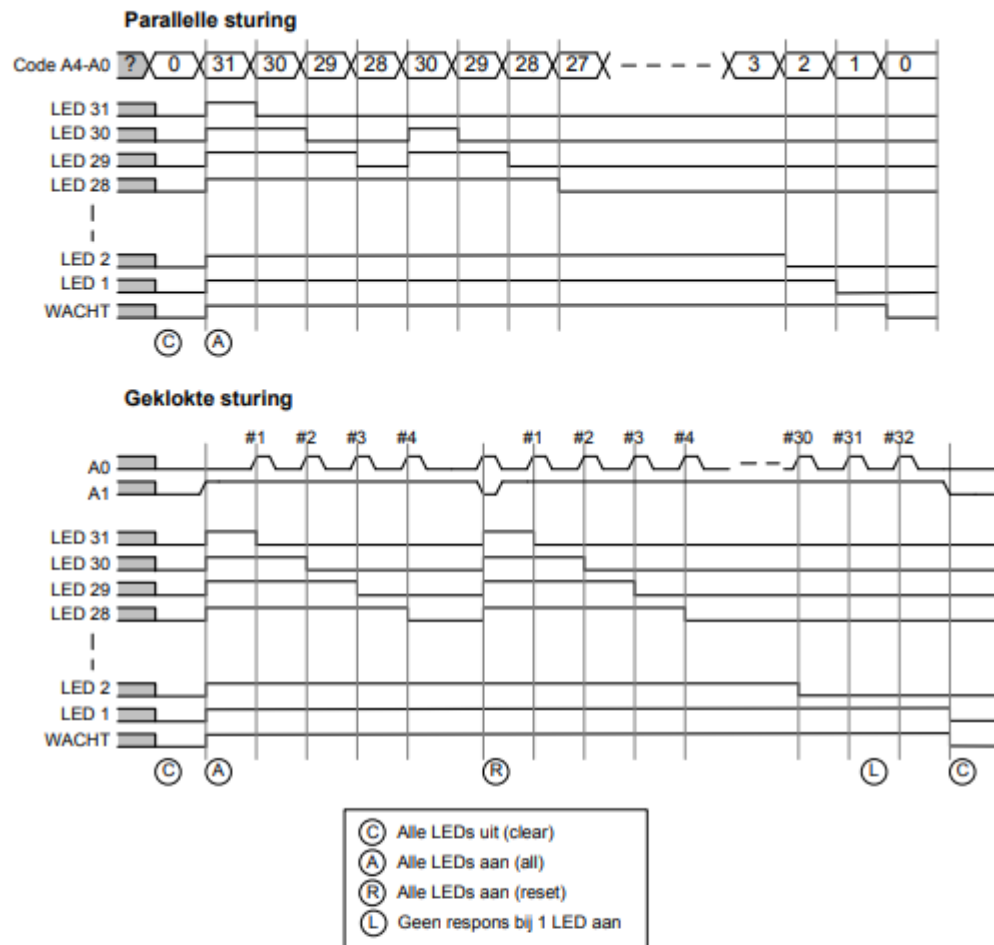 Parallelle sturing
Code A4-A0 ? 0 31 30 29 28 30 29 28 27 3 2 1 0
LED 31
LED 30
LED 29
LED 28
LED 2
LED 1
WACHT
C A
Geklokte sturing
#1 #2 #3 #4 #1 #2 #3 #4 #30 #31 #32
A0
A1
LED 31
LED 30
LED 29
LED 28
LED 2
LED 1
WACHT
C A R L C
C Alle LEDs uit (clear)
A Alle LEDs aan (all)
R Alle LEDs aan (reset)
L Geen respons bij 1 LED aan